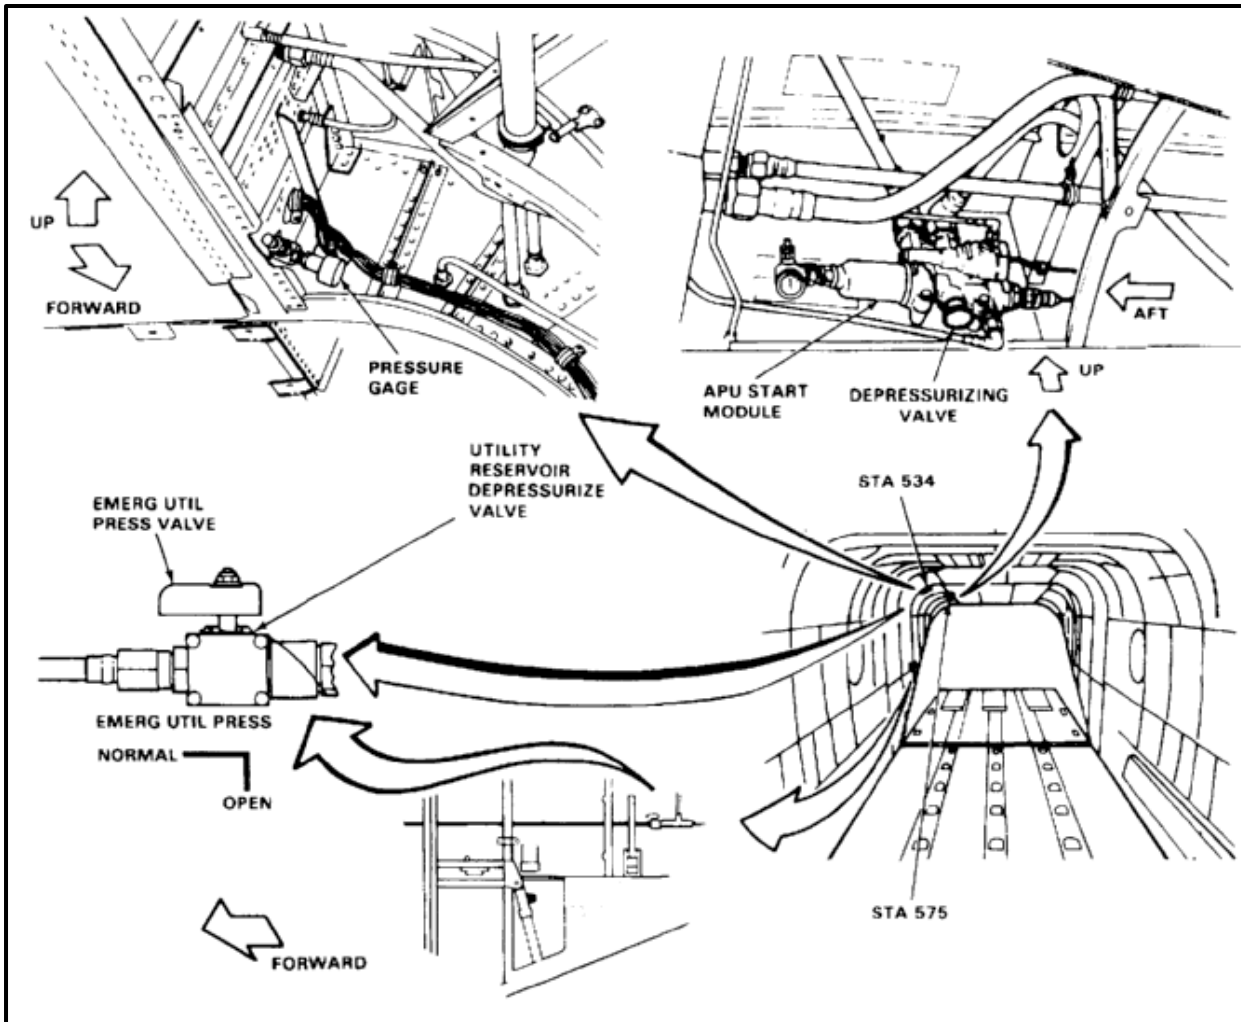 UP
FORWARD
PRESSURE
GAGE
APU START
MODULE
DEPRESSURIZING
VALVE
AFT
UP
UTILITY
RESERVOIR
DEPRESSURIZE
VALVE
EMERG UTIL
PRESS VALVE
STA 534
EMERG UTIL PRESS
NORMAL
OPEN
STA 575
FORWARD